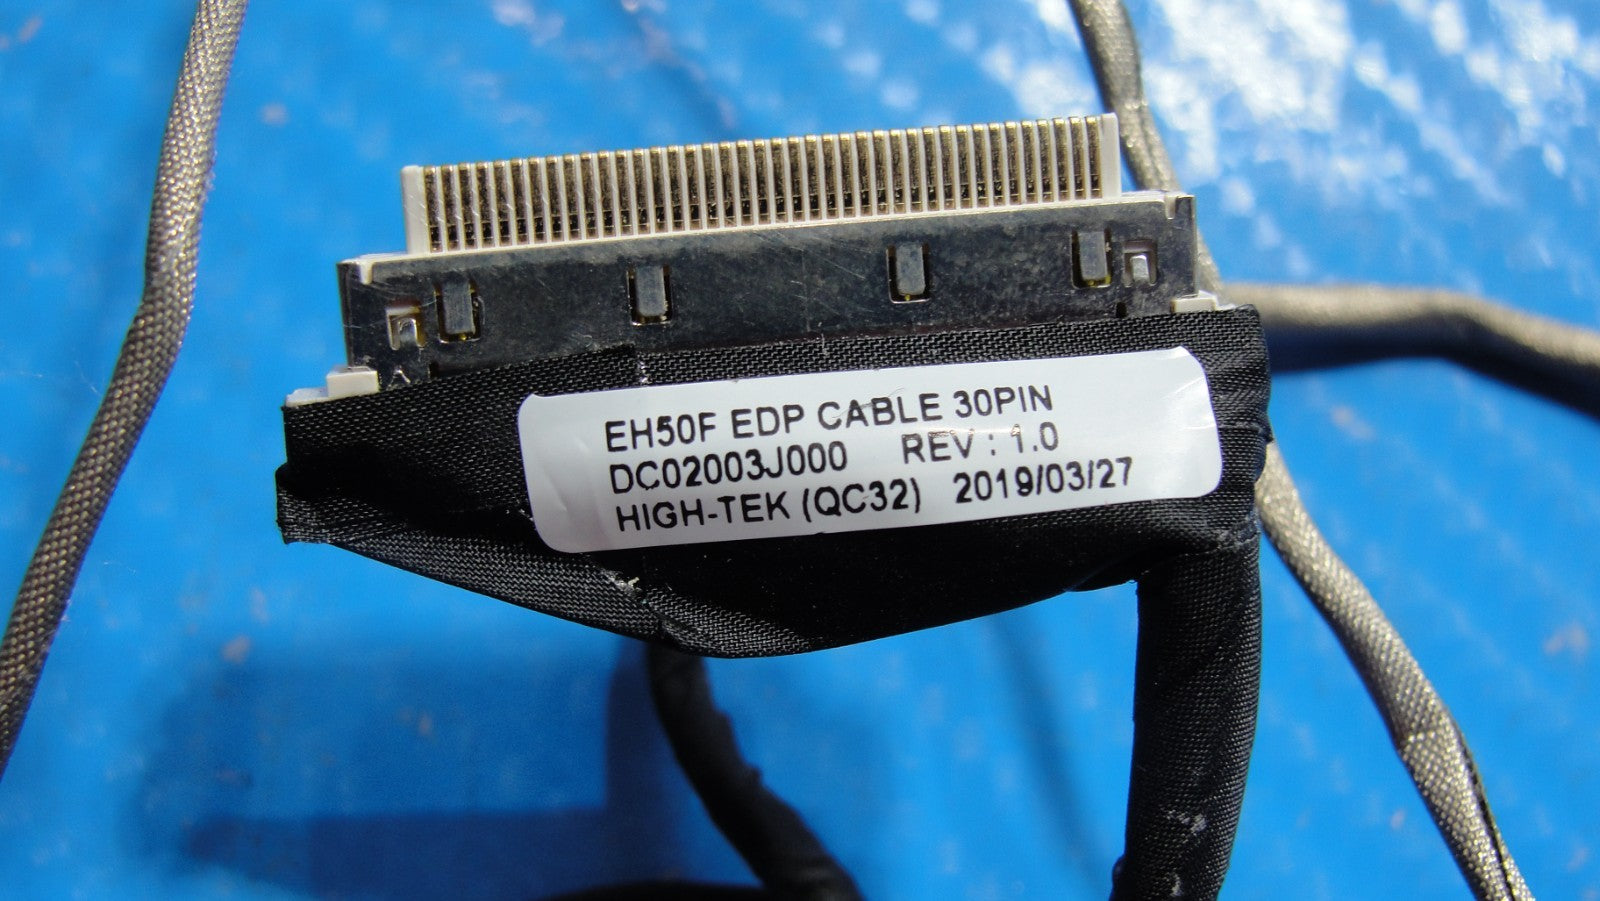 EH50F EDP CABLE 30PIN
DC02003J000 REV : 1.0
HIGH-TEK (QC32) 2019/03/27